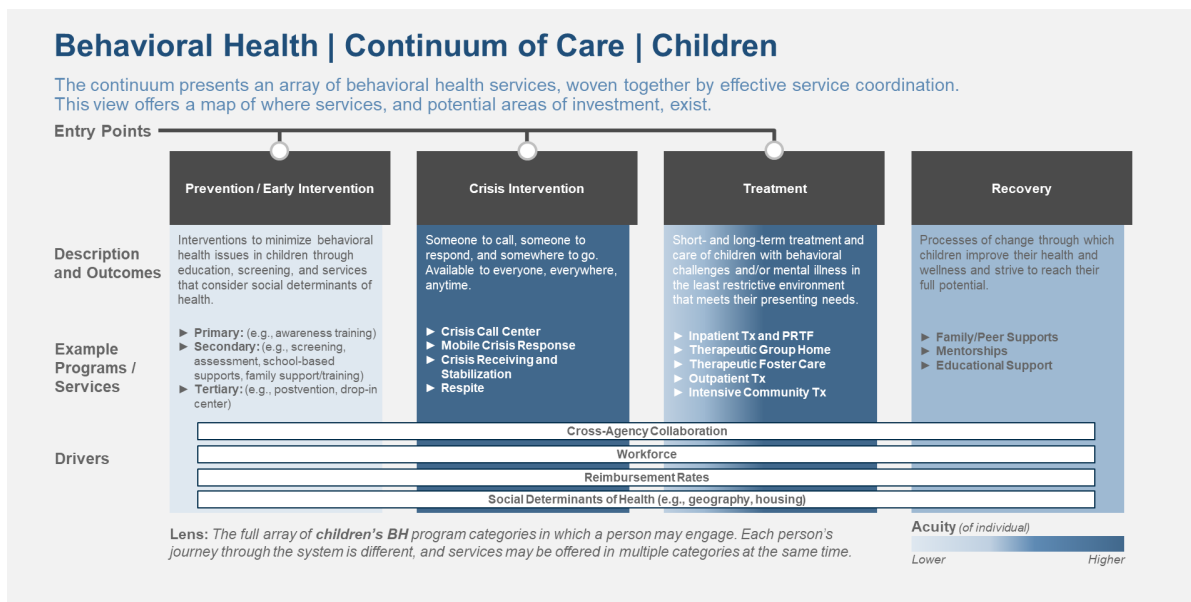 Behavioral Health | Continuum of Care | Children
The continuum presents an array of behavioral health services, woven together by effective service coordination.
This view offers a map of where services, and potential areas of investment, exist.
Entry Points
Prevention / Early Intervention
Crisis Intervention
Treatment
Recovery
Description
and Outcomes
Interventions to minimize behavioral
health issues in children through
education, screening, and services
that consider social determinants of
health.
Someone to call, someone to
respond, and somewhere to go.
Available to everyone, everywhere,
anytime.
Short- and long-term treatment and
care of children with behavioral
challenges and/or mental illness in
the least restrictive environment
that meets their presenting needs.
Processes of change through which
children improve their health and
wellness and strive to reach their
full potential.
Example
Programs /
Services
► Primary: (e.g., awareness training)
► Secondary: (e.g., screening,
assessment, school-based
supports, family support/training)
► Tertiary: (e.g., postvention, drop-in
center)
► Crisis Call Center
► Mobile Crisis Response
► Crisis Receiving and
Stabilization
► Respite
► Inpatient Tx and PRTF
► Therapeutic Group Home
► Therapeutic Foster Care
► Outpatient Tx
► Intensive Community Tx
► Family/Peer Supports
► Mentorships
► Educational Support
Drivers
Cross-Agency Collaboration
Workforce
Reimbursement Rates
Social Determinants of Health (e.g., geography, housing)
Lens: The full array of children's BH program categories in which a person may engage. Each person's
journey through the system is different, and services may be offered in multiple categories at the same time.
Acuity (of individual)
Lower Higher